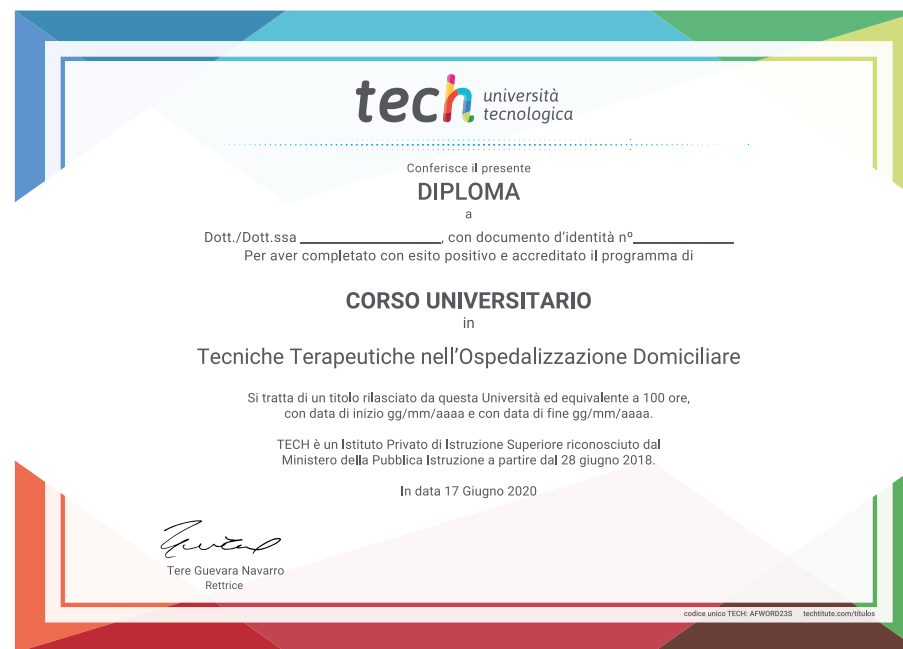 tech università
tecnologica
Conferisce il presente
DIPLOMA
a
Dott./Dott.ssa ____________________, con documento d'identità nº______________
Per aver completato con esito positivo e accreditato il programma di
CORSO UNIVERSITARIO
in
Tecniche Terapeutiche nell'Ospedalizzazione Domiciliare
Si tratta di un titolo rilasciato da questa Università ed equivalente a 100 ore,
con data di inizio gg/mm/aaaa e con data di fine gg/mm/aaaa.
TECH è un Istituto Privato di Istruzione Superiore riconosciuto dal
Ministero della Pubblica Istruzione a partire dal 28 giugno 2018.
In data 17 Giugno 2020
Tere Guevara Navarro
Rettrice
codice unico TECH: AFWORD23S techtitute.com/titulos